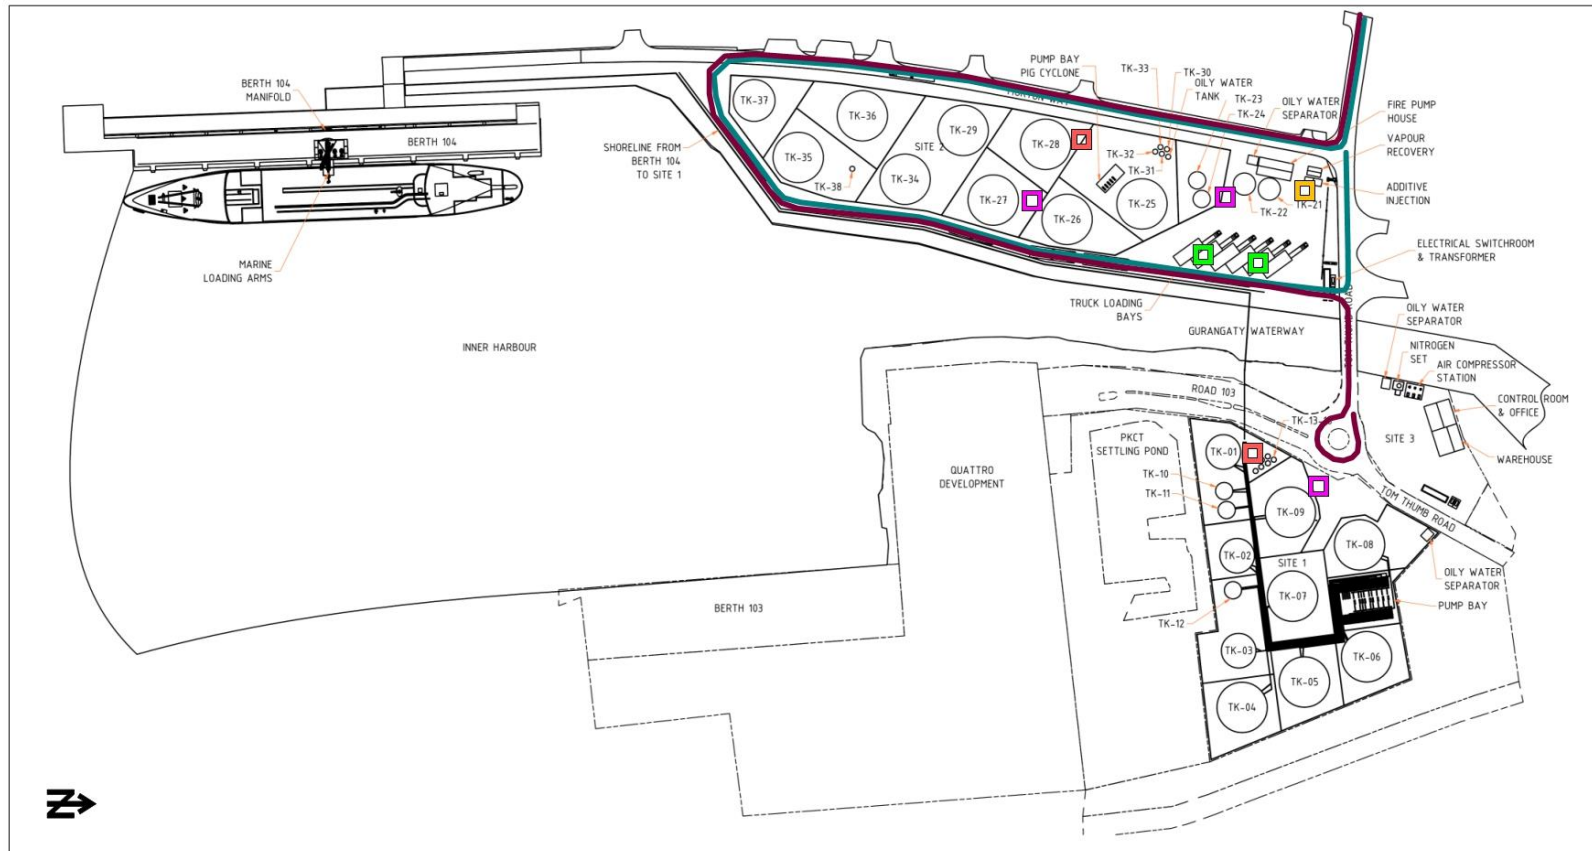 BERTH 104
MANIFOLD
BERTH 104
MARINE
LOADING ARMS
SHORELINE FROM
BERTH 104
TO SITE 1
INNER HARBOUR
PUMP BAY
PIG CYCLONE
TK-33
TK-30
OILY WATER
TANK
TK-23
TK-24
OILY WATER
SEPARATOR
FIRE PUMP
HOUSE
VAPOUR
RECOVERY
ADDITIVE
INJECTION
TK-37
TK-36
TK-35
TK-38
TK-29
SITE 2
TK-34
TK-28
TK-27
TK-26
TK-32
TK-31
TK-25
TK-22
TK-21
ELECTRICAL SWITCHROOM
& TRANSFORMER
TRUCK LOADING
BAYS
GURANGATY WATERWAY
OILY WATER
SEPARATOR
NITROGEN
SET
AIR COMPRESSOR
STATION
CONTROL ROOM
& OFFICE
WAREHOUSE
SITE 3
ROAD 103
TOM THUMB ROAD
PKCT
SETTLING POND
QUATTRO
DEVELOPMENT
BERTH 103
TK-01
TK-10
TK-11
TK-09
TK-02
TK-08
SITE 1
TK-07
TK-12
TK-03
TK-04
TK-05
TK-06
OILY WATER
SEPARATOR
PUMP BAY
Z